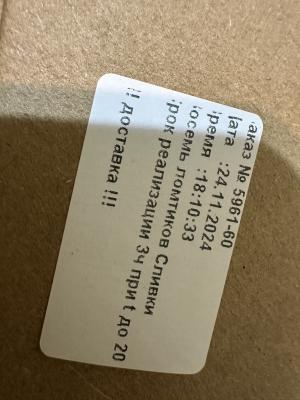 аказ № 5961-60
ата :24.11.2024
ремя :18:10:33
осемь ломтиков Сливки
рок реализации 3ч при t до 20
!! Доставка !!!